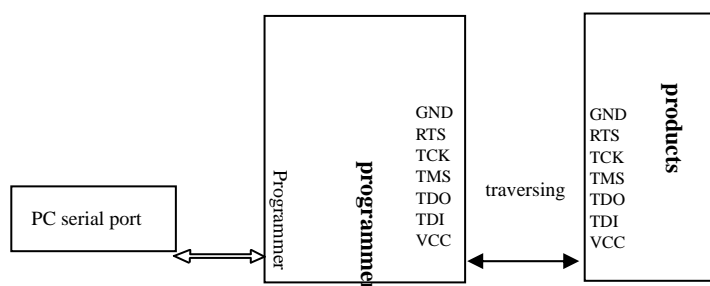 PC serial port
Programmer
programmer
GND
RTS
TCK
TMS
TDO
TDI
VCC
traversing
GND
RTS
TCK
TMS
TDO
TDI
VCC
products